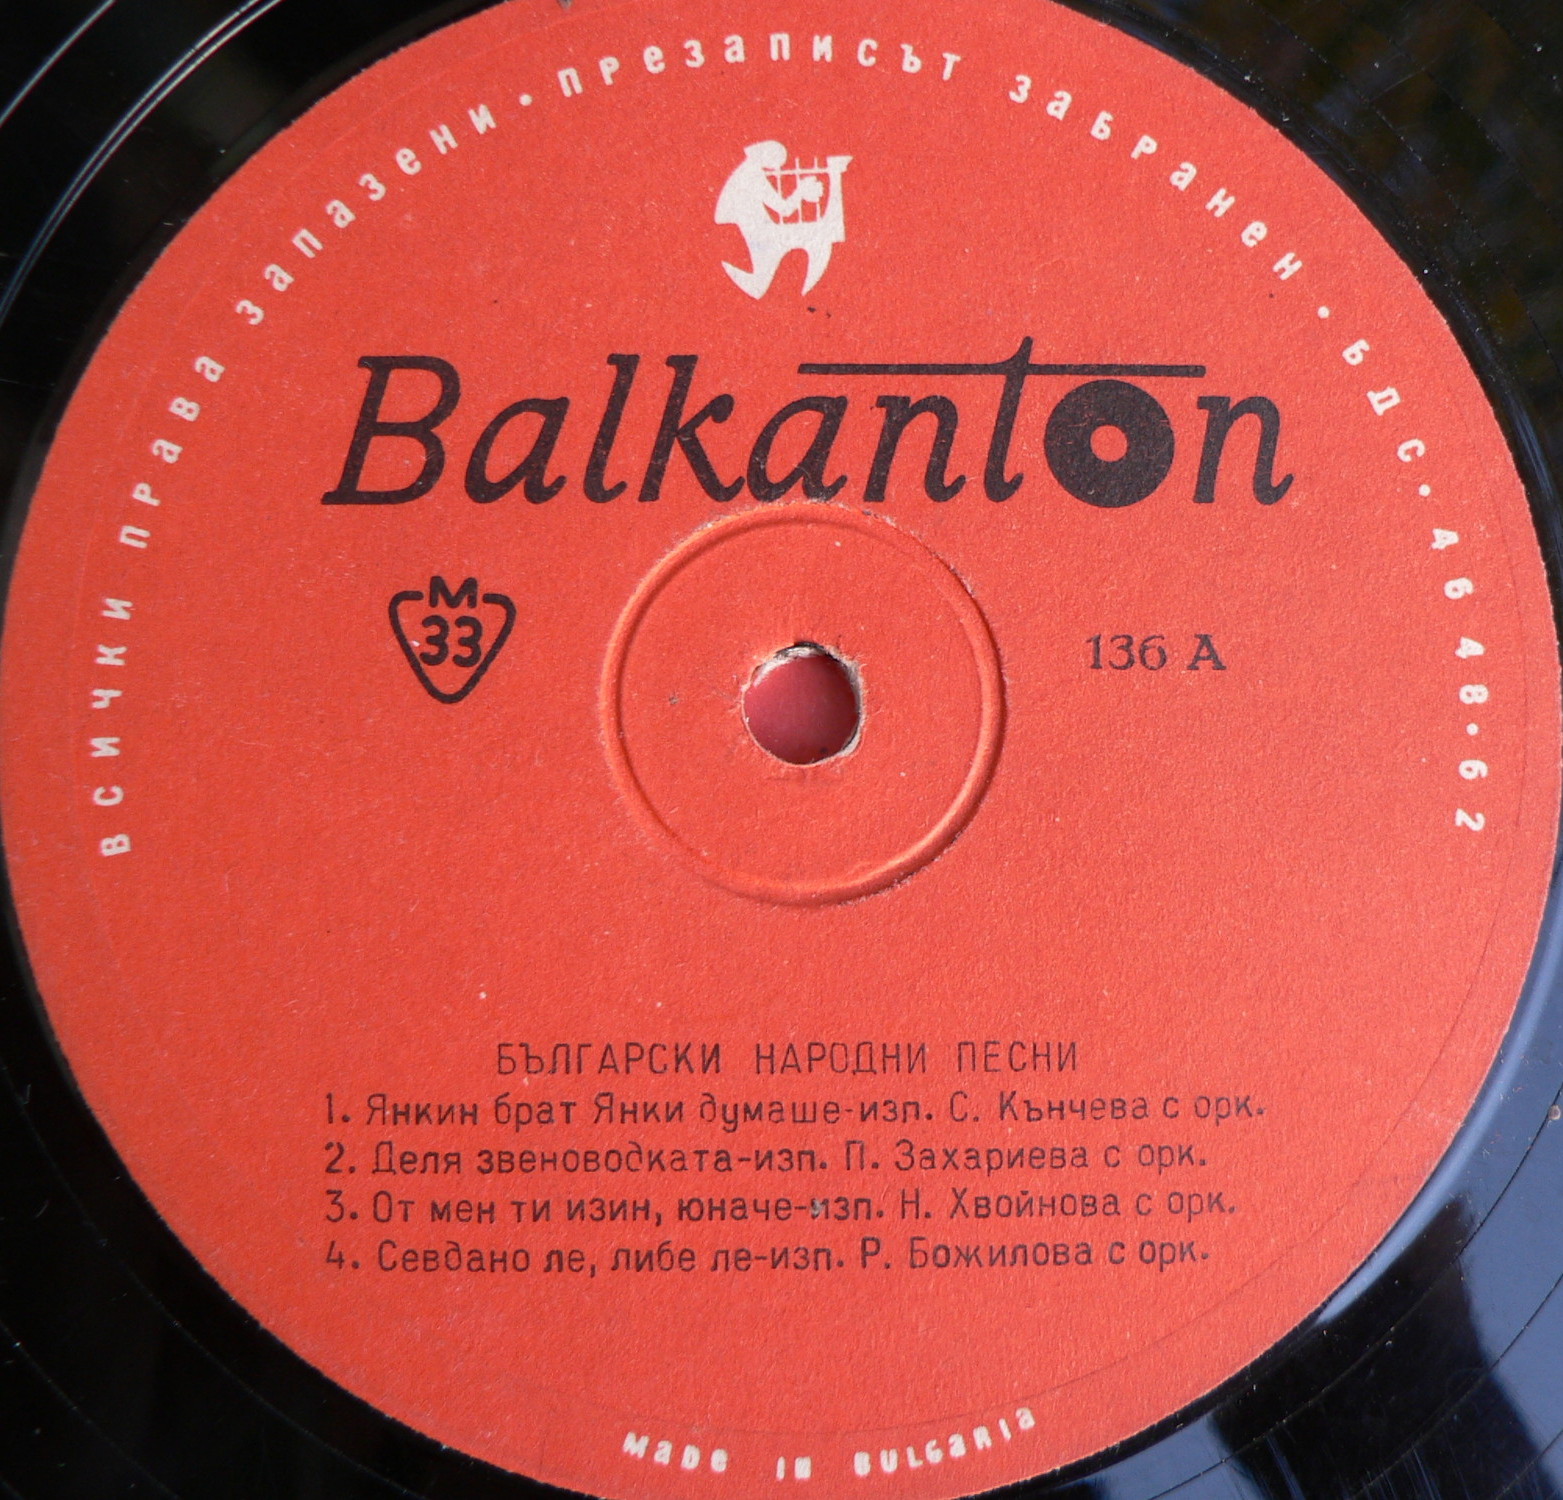 ВСИЧКИ ПРАВА ЗАПАЗЕНИ · ПРЕЗАПИСЪТ ЗАБРАНЕН · БДС · 4648 · 62
Balkanton
М
33
136 А
БЪЛГАРСКИ НАРОДНИ ПЕСНИ
1. Янкин брат Янки думаше-изп. С. Кънчева с орк.
2. Деля звеноводката-изп. П. Захариева с орк.
3. От мен ти изин, юначе-изп. Н. Хвойнова с орк.
4. Севдано ле, либе ле-изп. Р. Божилова с орк.
MADE IN BULGARIA